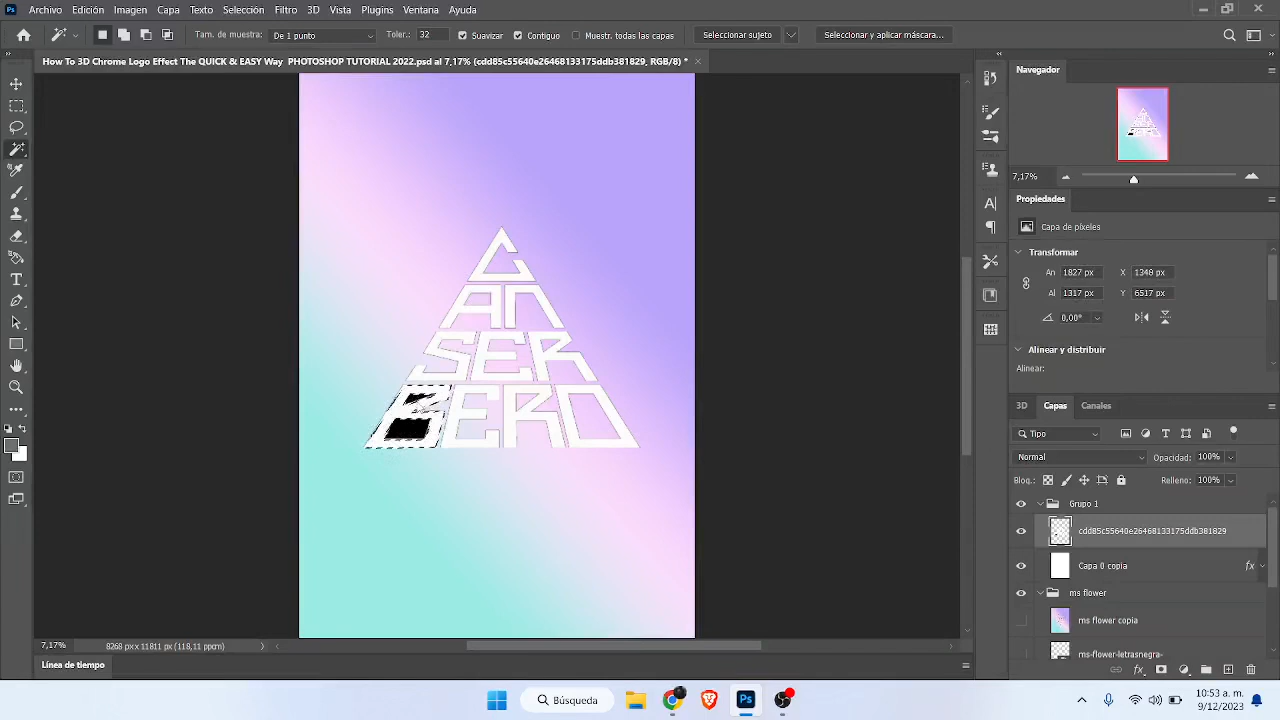 Archivo Edición Imagen Capa Texto Selección Filtro 3D Vista Plugins Ventana Ayuda
Tam. de muestra: De 1 punto Toler.: 32 Suavizar Contiguo Muestr. todas las capas Seleccionar sujeto Seleccionar y aplicar máscara...
How To 3D Chrome Logo Effect The QUICK & EASY Way PHOTOSHOP TUTORIAL 2022.psd al 7,17% (cdd85c55640e26468133175ddb381829, RGB/8) *
Navegador
7,17%
Propiedades
Capa de píxeles
Transformar
An 1827 px X 1348 px
Al 1317 px Y 6517 px
0,00°
Alinear y distribuir
Alinear:
3D Capas Canales
Tipo
Normal Opacidad: 100%
Bloq.: Relleno: 100%
Grupo 1
cdd85c55640e26468133175ddb381829
Capa 0 copia fx
ms flower
ms flower copia
ms-flower-letrasnegra-
G
AN
SER
BERO
7,17% 8268 px x 11811 px (118,11 ppcm)
Línea de tiempo
Búsqueda
10:53 a. m.
9/12/2023